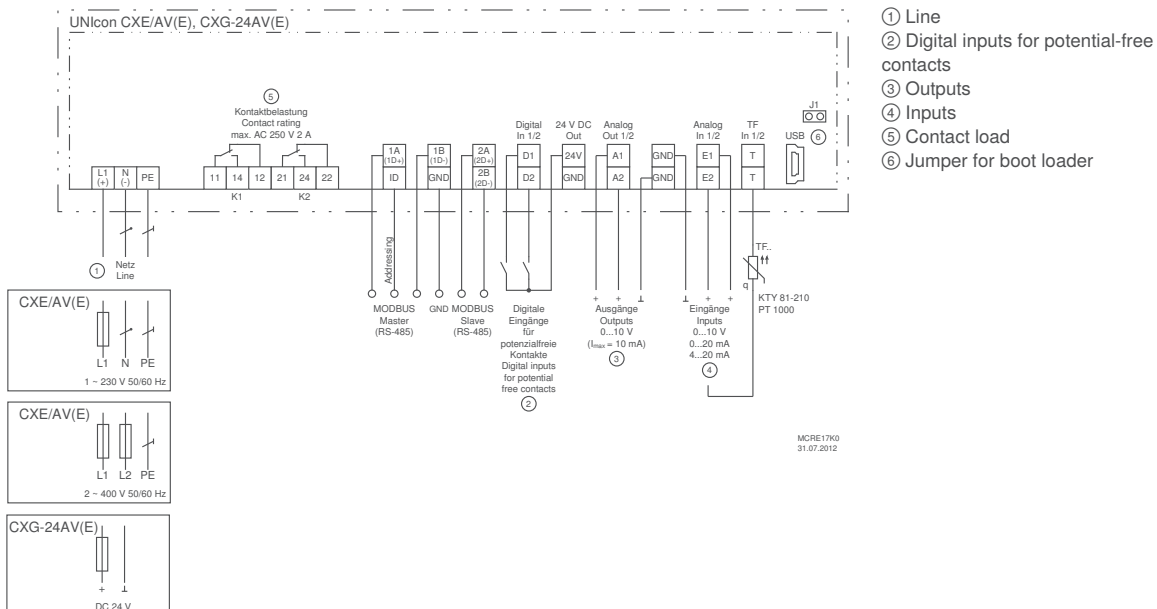 UNIcon CXE/AV(E), CXG-24AV(E)
① Line
② Digital inputs for potential-free
contacts
③ Outputs
④ Inputs
⑤ Contact load
⑥ Jumper for boot loader
⑤
Kontaktbelastung
Contact rating
max. AC 250 V 2 A
Digital
In 1/2
24 V DC
Out
Analog
Out 1/2
Analog
In 1/2
TF
In 1/2
USB
J1
⑥
L1
(+)
N
(-)
PE
11 14 12 21 24 22
K1 K2
1A
(1D+)
ID
1B
(1D-)
GND
2A
(2D+)
2B
(2D-)
D1
D2
24V
GND
A1
A2
GND
GND
E1
E2
T
T
①
Netz
Line
Addressing
MODBUS
Master
(RS-485)
GND
MODBUS
Slave
(RS-485)
Digitale
Eingänge
für
potenzialfreie
Kontakte
Digital inputs
for potential
free contacts
②
+ + ⊥
Ausgänge
Outputs
0...10 V
(Imax = 10 mA)
③
⊥ + +
Eingänge
Inputs
0...10 V
0...20 mA
4...20 mA
④
TF..
q
KTY 81-210
PT 1000
MCRE17K0
31.07.2012
CXE/AV(E)
L1 N PE
1 ~ 230 V 50/60 Hz
CXE/AV(E)
L1 L2 PE
2 ~ 400 V 50/60 Hz
CXG-24AV(E)
+ ⊥
DC 24 V